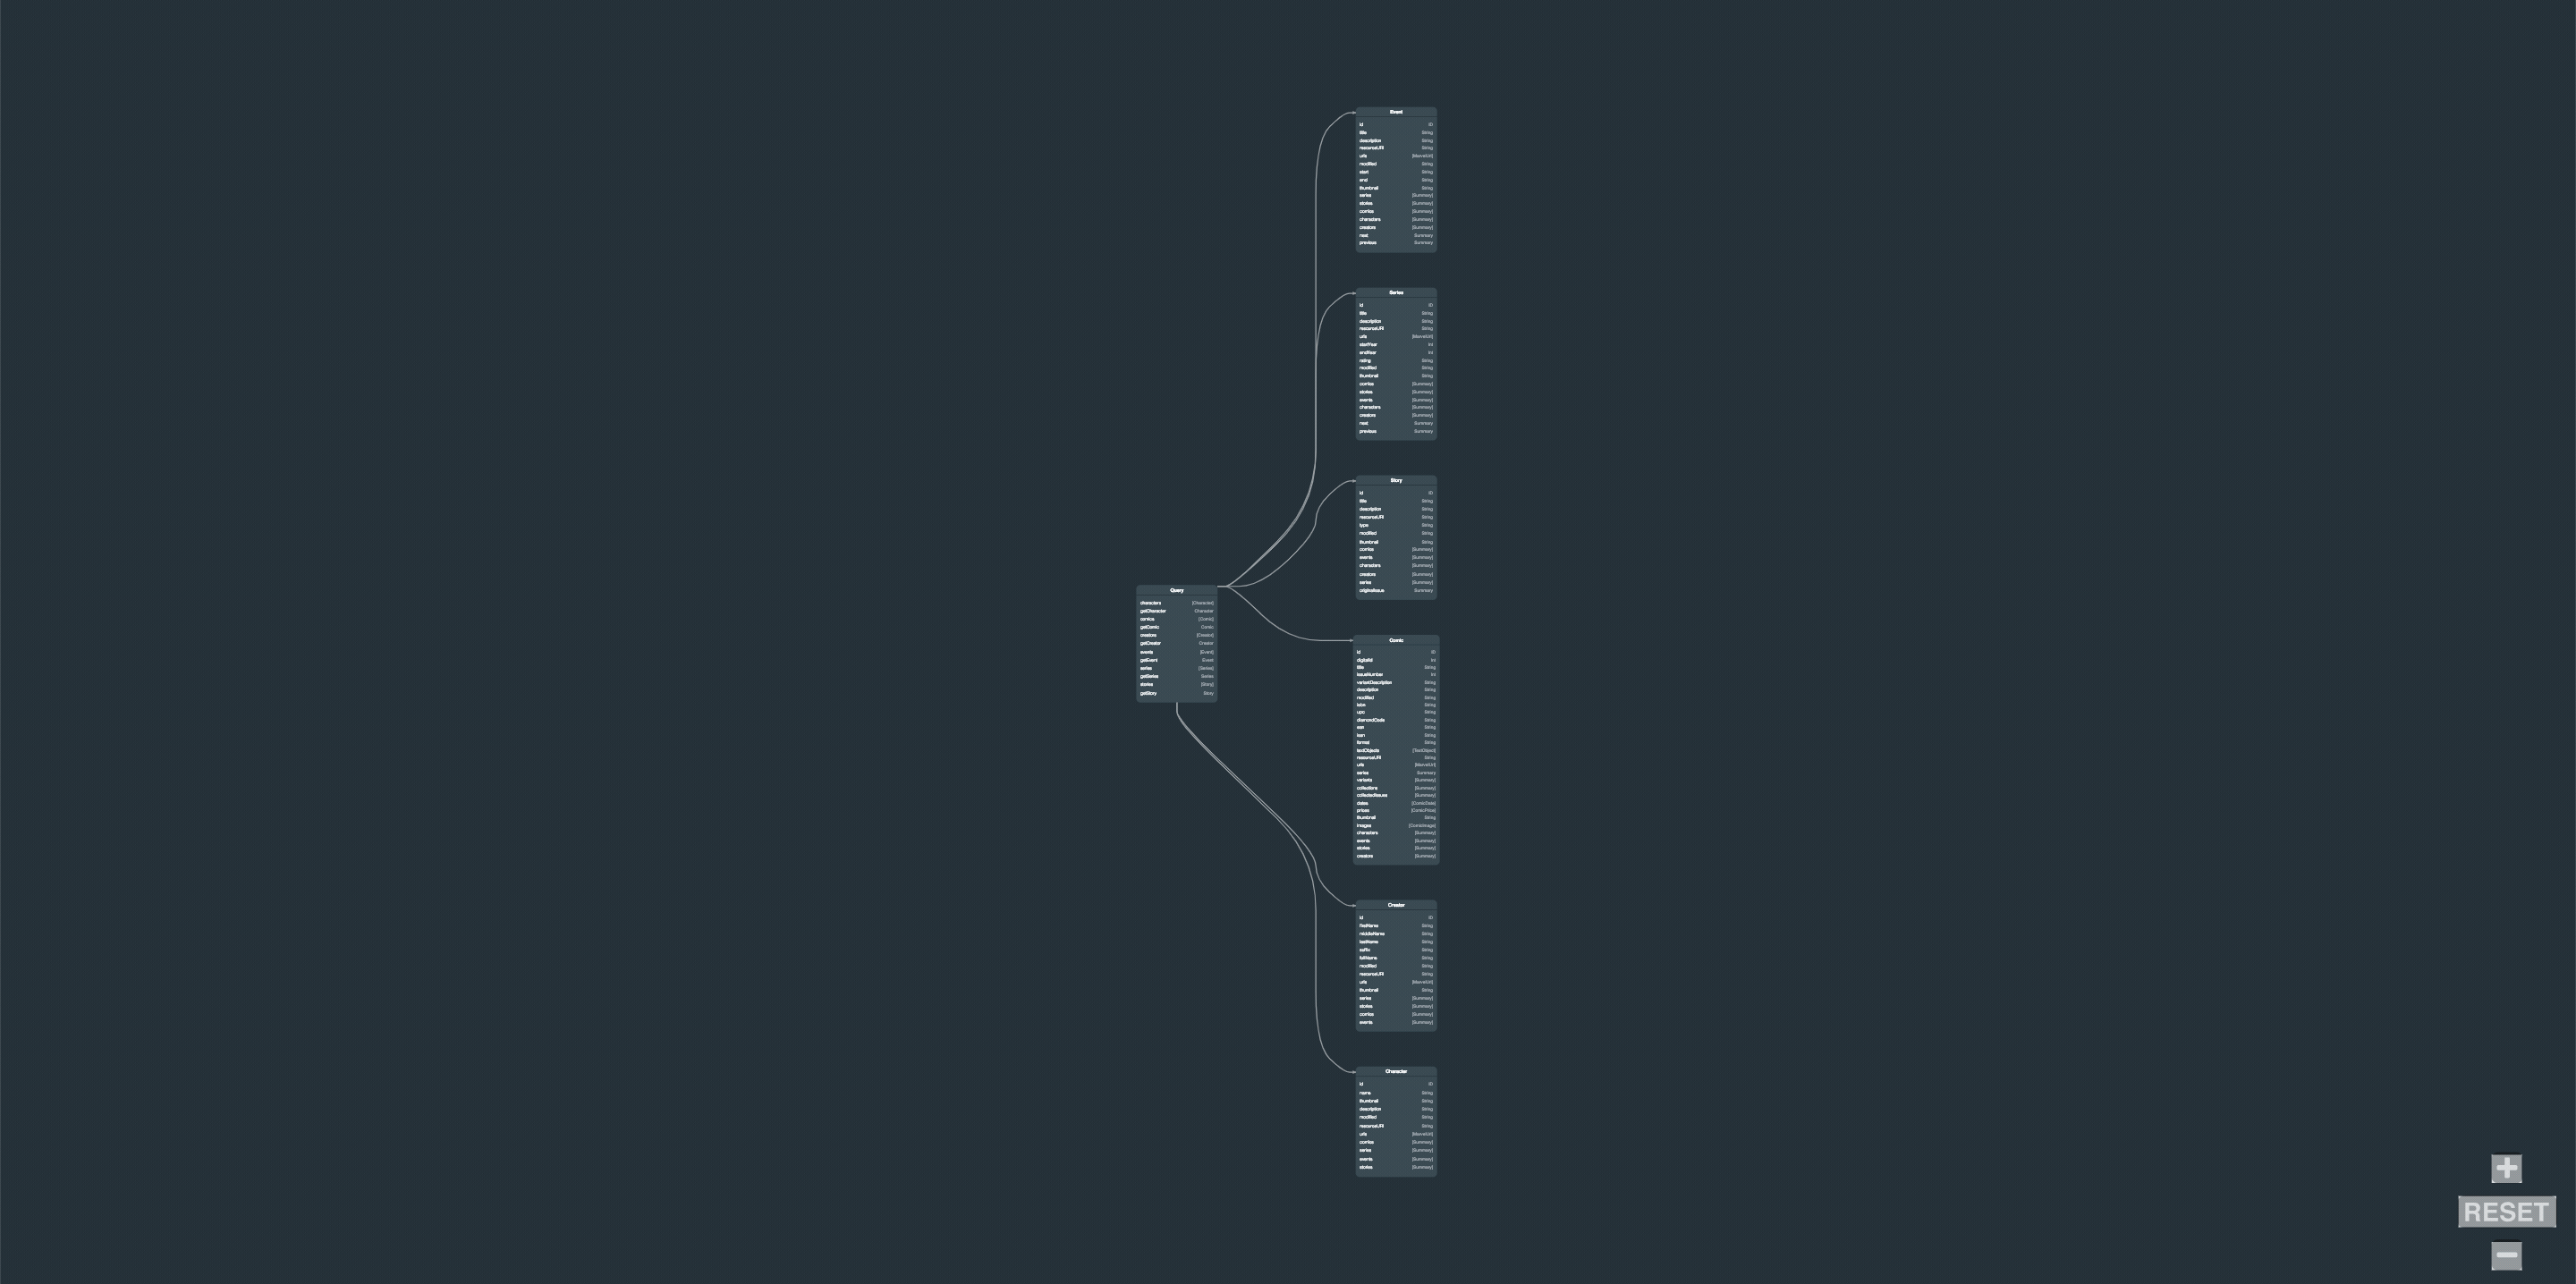 Event
id ID
title String
description String
resourceURI String
urls [MarvelUrl]
modified String
start String
end String
thumbnail String
series [Summary]
stories [Summary]
comics [Summary]
characters [Summary]
creators [Summary]
next Summary
previous Summary
Series
id ID
title String
description String
resourceURI String
urls [MarvelUrl]
startYear Int
endYear Int
rating String
modified String
thumbnail String
comics [Summary]
stories [Summary]
events [Summary]
characters [Summary]
creators [Summary]
next Summary
previous Summary
Story
id ID
title String
description String
resourceURI String
type String
modified String
thumbnail String
comics [Summary]
events [Summary]
characters [Summary]
creators [Summary]
series [Summary]
originalIssue Summary
Query
characters [Character]
getCharacter Character
comics [Comic]
getComic Comic
creators [Creator]
getCreator Creator
events [Event]
getEvent Event
series [Series]
getSeries Series
stories [Story]
getStory Story
Comic
id ID
digitalId Int
title String
issueNumber Int
variantDescription String
description String
modified String
isbn String
upc String
diamondCode String
ean String
issn String
format String
textObjects [TextObject]
resourceURI String
urls [MarvelUrl]
series Summary
variants [Summary]
collections [Summary]
collectedIssues [Summary]
dates [ComicDate]
prices [ComicPrice]
thumbnail String
images [ComicImage]
characters [Summary]
events [Summary]
stories [Summary]
creators [Summary]
Creator
id ID
firstName String
middleName String
lastName String
suffix String
fullName String
modified String
resourceURI String
urls [MarvelUrl]
thumbnail String
series [Summary]
stories [Summary]
comics [Summary]
events [Summary]
Character
id ID
name String
thumbnail String
description String
modified String
resourceURI String
urls [MarvelUrl]
comics [Summary]
series [Summary]
events [Summary]
stories [Summary]
+
RESET
−